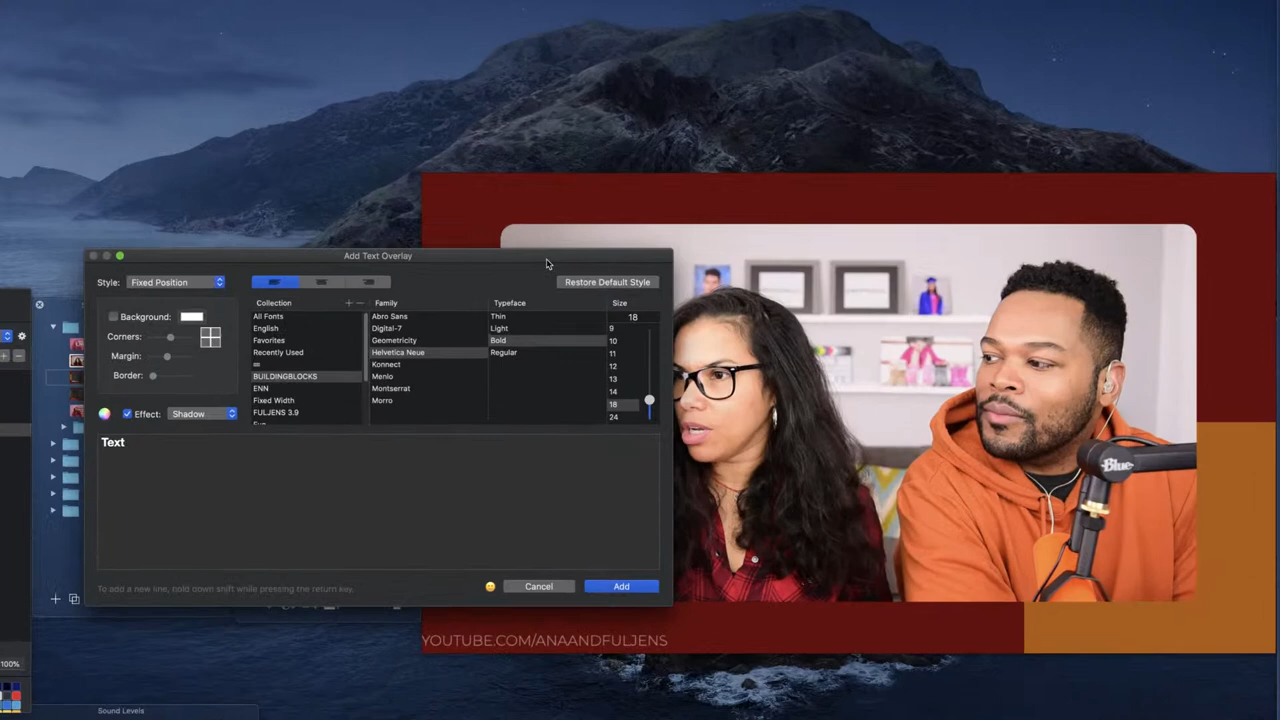 Add Text Overlay
Style: Fixed Position
Restore Default Style
Background:
Corners:
Margin:
Border:
Effect: Shadow
Collection + −
All Fonts
English
Favorites
Recently Used
BUILDINGBLOCKS
ENN
Fixed Width
FULJENS 3.9
Family
Abro Sans
Digital-7
Geometricity
Helvetica Neue
Konnect
Menlo
Montserrat
Morro
Typeface
Thin
Light
Bold
Regular
Size
18
9
10
11
12
13
14
18
24
Text
To add a new line, hold down shift while pressing the return key.
Cancel
Add
Blue
YOUTUBE.COM/ANAANDFULJENS
100%
Sound Levels